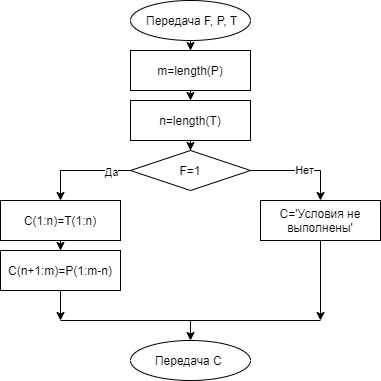 Передача F, P, T
m=length(P)
n=length(T)
F=1
Да
Нет
C(1:n)=T(1:n)
C='Условия не
выполнены'
C(n+1:m)=P(1:m-n)
Передача C